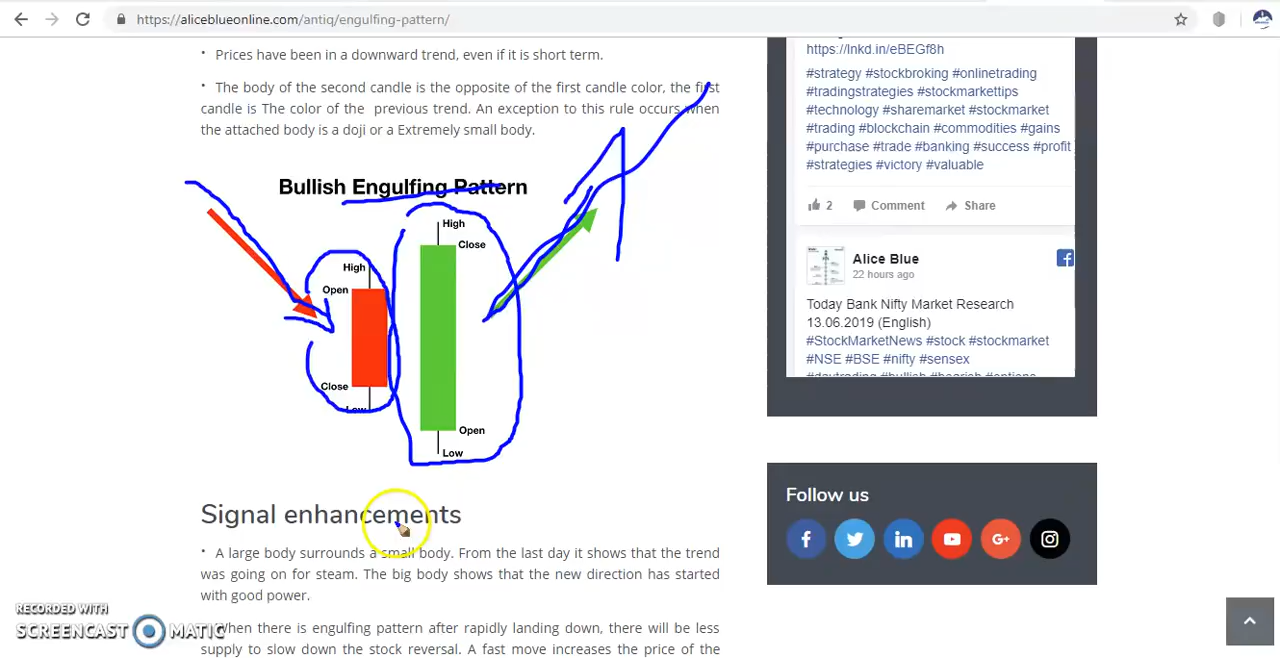 https://aliceblueonline.com/antiq/engulfing-pattern/
• Prices have been in a downward trend, even if it is short term.
• The body of the second candle is the opposite of the first candle color, the first
candle is The color of the previous trend. An exception to this rule occurs when
the attached body is a doji or a Extremely small body.
Bullish Engulfing Pattern
High
Close
High
Open
Close
Low
Open
Low
Signal enhancements
• A large body surrounds a small body. From the last day it shows that the trend
was going on for steam. The big body shows that the new direction has started
with good power.
When there is engulfing pattern after rapidly landing down, there will be less
supply to slow down the stock reversal. A fast move increases the price of the
https://lnkd.in/eBEGf8h
#strategy #stockbroking #onlinetrading
#tradingstrategies #stockmarkettips
#technology #sharemarket #stockmarket
#trading #blockchain #commodities #gains
#purchase #trade #banking #success #profit
#strategies #victory #valuable
2 Comment Share
Alice Blue
22 hours ago
Today Bank Nifty Market Research
13.06.2019 (English)
#StockMarketNews #stock #stockmarket
#NSE #BSE #nifty #sensex
#daytrading #bullish #bearish #options
Follow us
RECORDED WITH
SCREENCAST MATIC